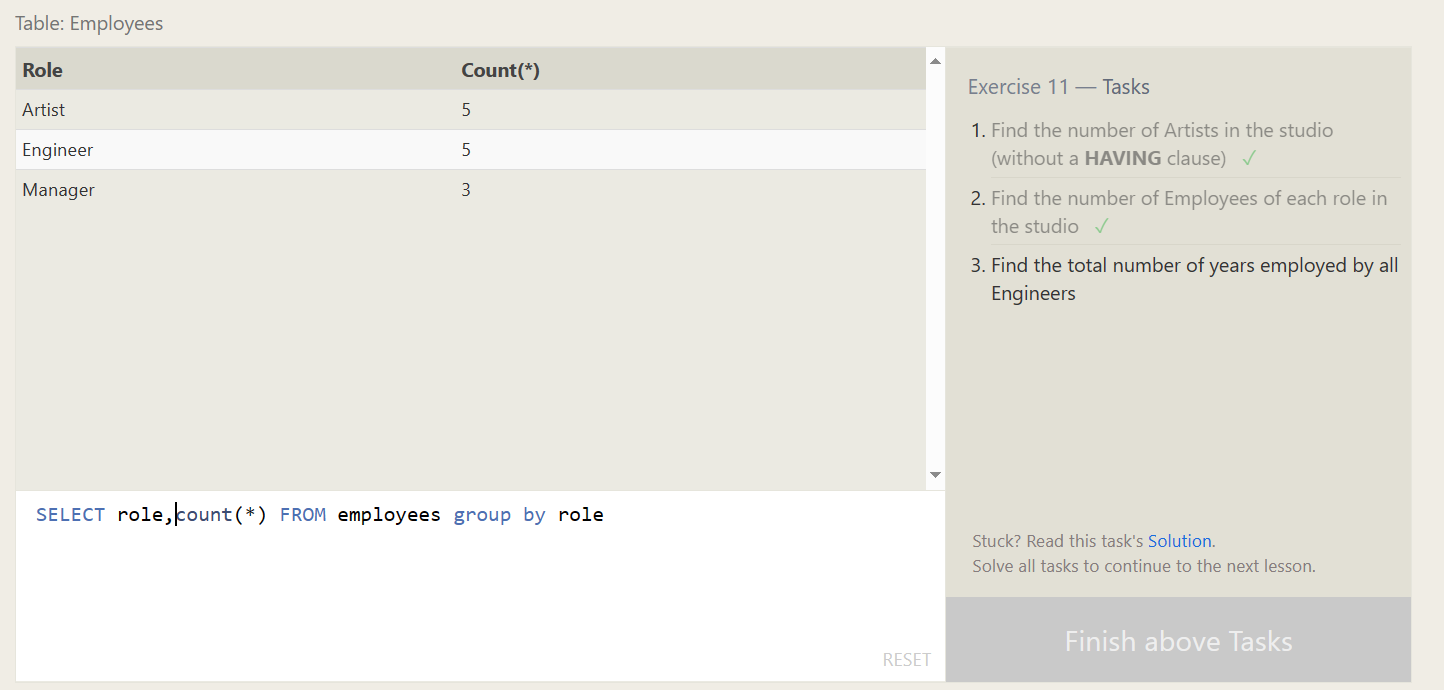 Table: Employees
Role Count(*)
Artist 5
Engineer 5
Manager 3
SELECT role,count(*) FROM employees group by role
RESET
Exercise 11 — Tasks
1. Find the number of Artists in the studio
(without a HAVING clause) ✓
2. Find the number of Employees of each role in
the studio ✓
3. Find the total number of years employed by all
Engineers
Stuck? Read this task's Solution.
Solve all tasks to continue to the next lesson.
Finish above Tasks